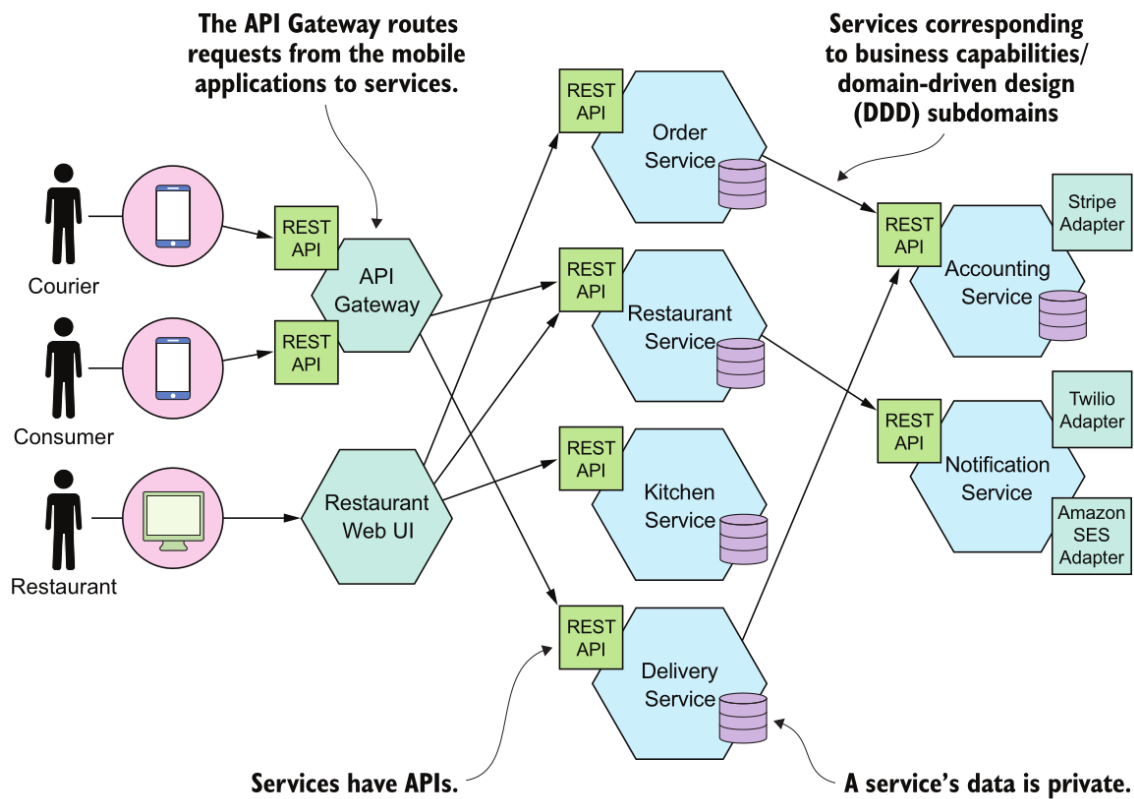 The API Gateway routes
requests from the mobile
applications to services.
Services corresponding
to business capabilities/
domain-driven design
(DDD) subdomains
REST
API
Order
Service
Courier
REST
API
API
Gateway
REST
API
Consumer
REST
API
Restaurant
Service
REST
API
Accounting
Service
Stripe
Adapter
Restaurant
Restaurant
Web UI
REST
API
Kitchen
Service
REST
API
Notification
Service
Twilio
Adapter
Amazon
SES
Adapter
REST
API
Delivery
Service
Services have APIs.
A service's data is private.